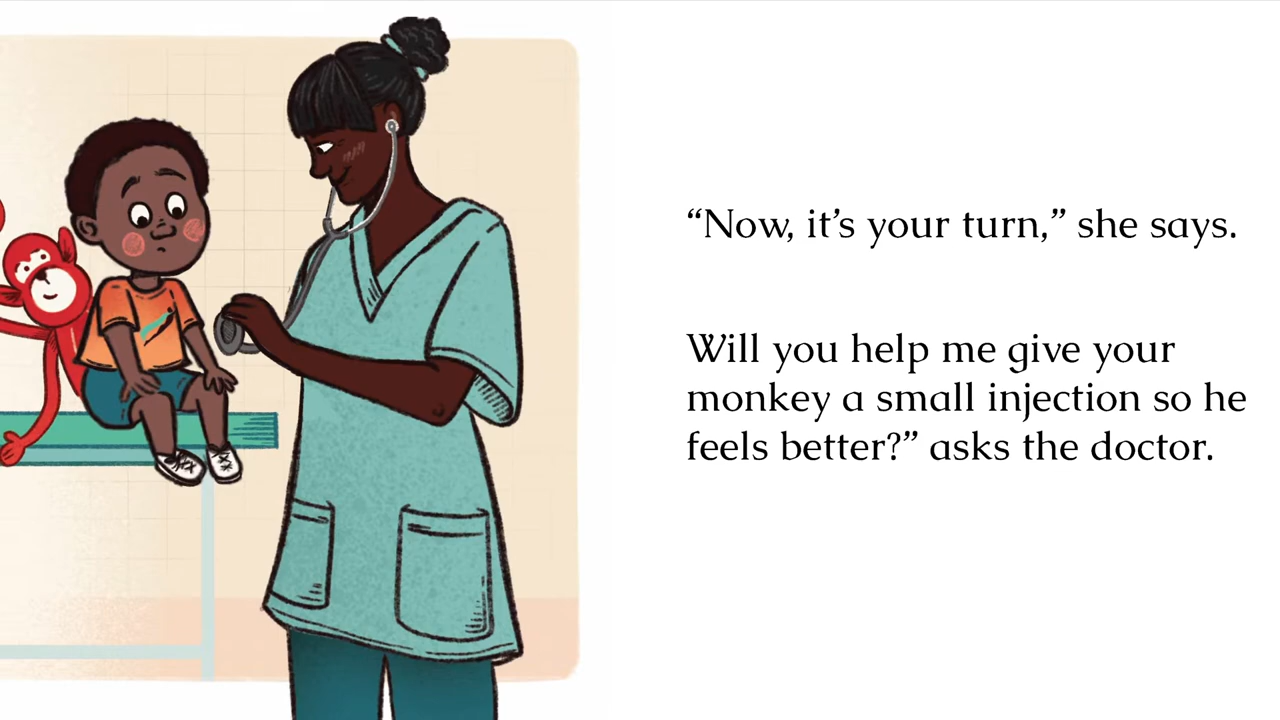 “Now, it’s your turn,” she says.
Will you help me give your
monkey a small injection so he
feels better?” asks the doctor.